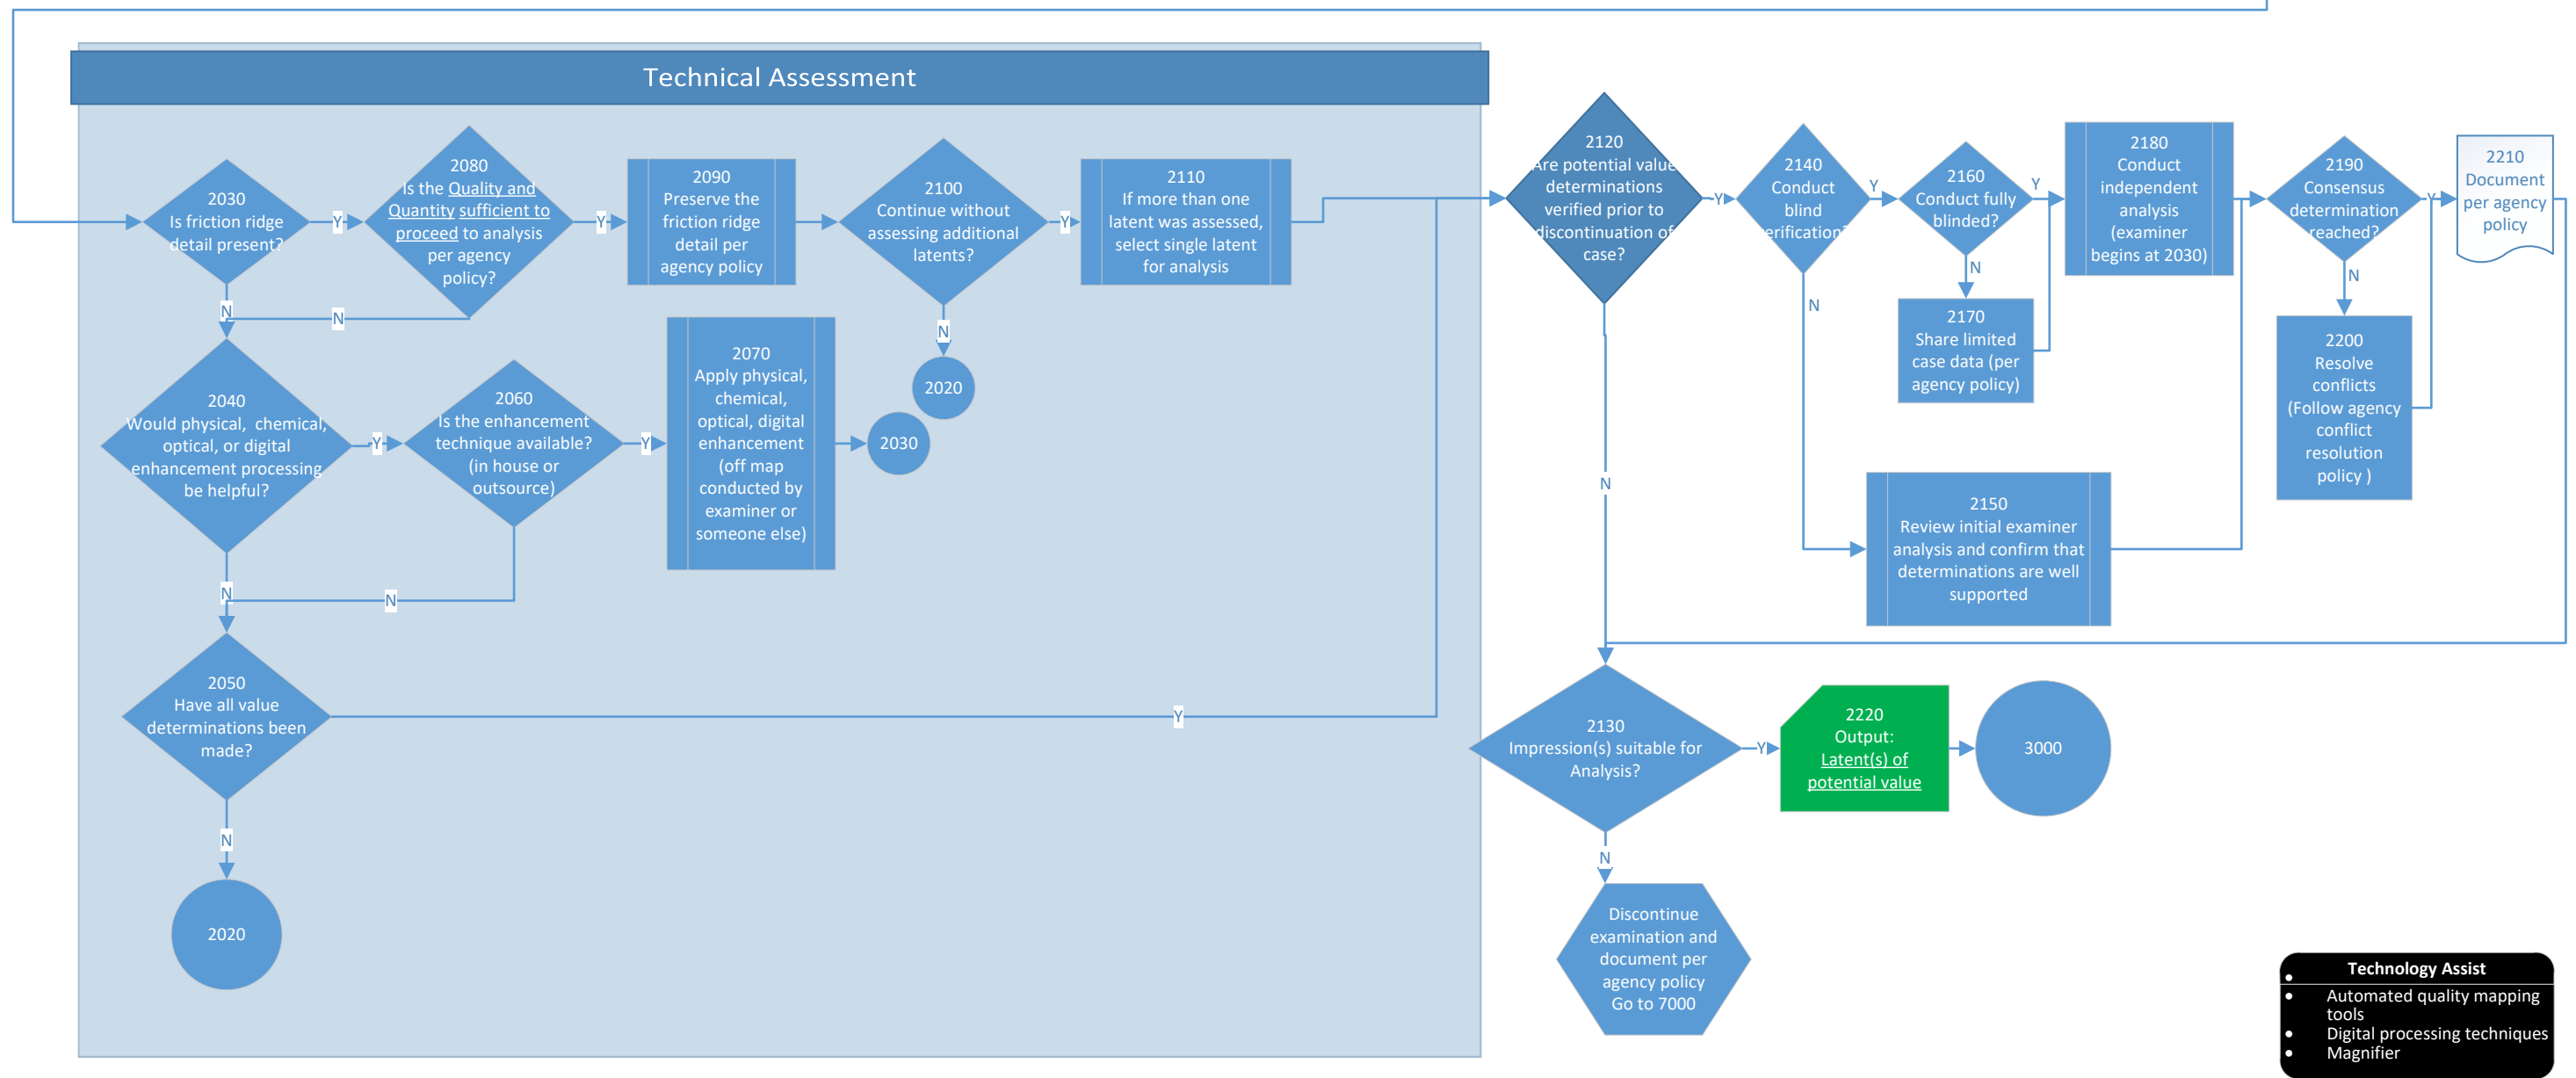 Technical Assessment
2030
Is friction ridge
detail present?
Y
N
2080
Is the Quality and
Quantity sufficient to
proceed to analysis
per agency
policy?
Y
N
2090
Preserve the
friction ridge
detail per
agency policy
2100
Continue without
assessing additional
latents?
Y
N
2020
2110
If more than one
latent was assessed,
select single latent
for analysis
2040
Would physical, chemical,
optical, or digital
enhancement processing
be helpful?
Y
N
2060
Is the enhancement
technique available?
(in house or
outsource)
Y
N
2070
Apply physical,
chemical,
optical, digital
enhancement
(off map
conducted by
examiner or
someone else)
2030
2050
Have all value
determinations been
made?
Y
N
2020
2120
Are potential value
determinations
verified prior to
discontinuation of
case?
Y
N
2140
Conduct
blind
verification?
Y
N
2160
Conduct fully
blinded?
Y
N
2170
Share limited
case data (per
agency policy)
2180
Conduct
independent
analysis
(examiner
begins at 2030)
2150
Review initial examiner
analysis and confirm that
determinations are well
supported
2190
Consensus
determination
reached?
Y
N
2200
Resolve
conflicts
(Follow agency
conflict
resolution
policy )
2210
Document
per agency
policy
2130
Impression(s) suitable for
Analysis?
Y
N
2220
Output:
Latent(s) of
potential value
3000
Discontinue
examination and
document per
agency policy
Go to 7000
Technology Assist
•
• Automated quality mapping
tools
• Digital processing techniques
• Magnifier